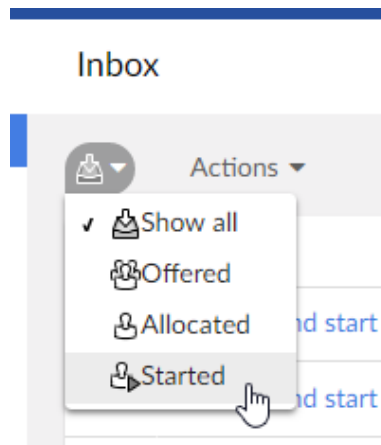 Inbox
Actions
Show all
Offered
Allocated
nd start
Started
nd start